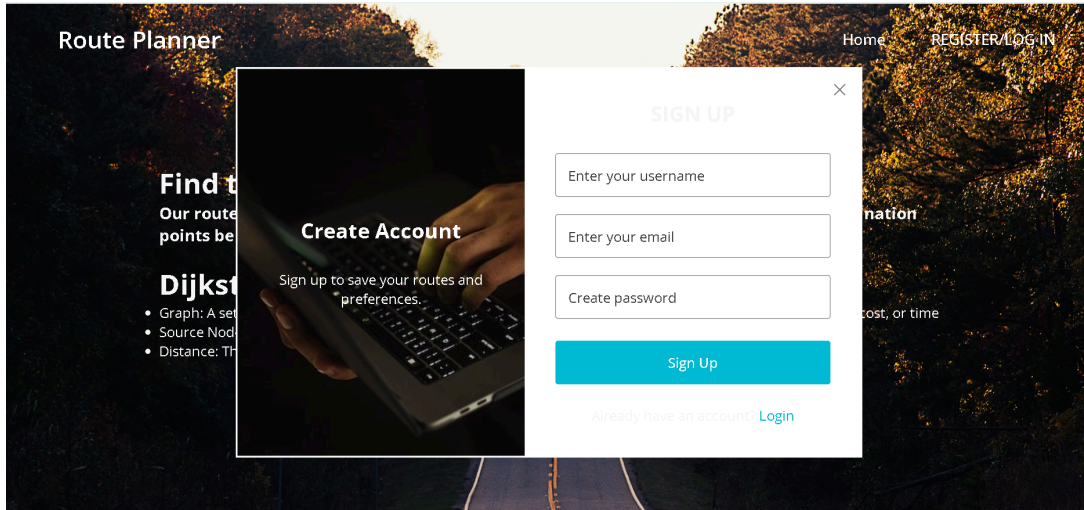 Route Planner
Home
REGISTER/LOG IN
Find t
Our route
nation
points be
Dijkst
Graph: A set
cost, or time
Source Nod
Distance: Th
Create Account
Sign up to save your routes and
preferences.
SIGN UP
Enter your username
Enter your email
Create password
Sign Up
Already have an account? Login